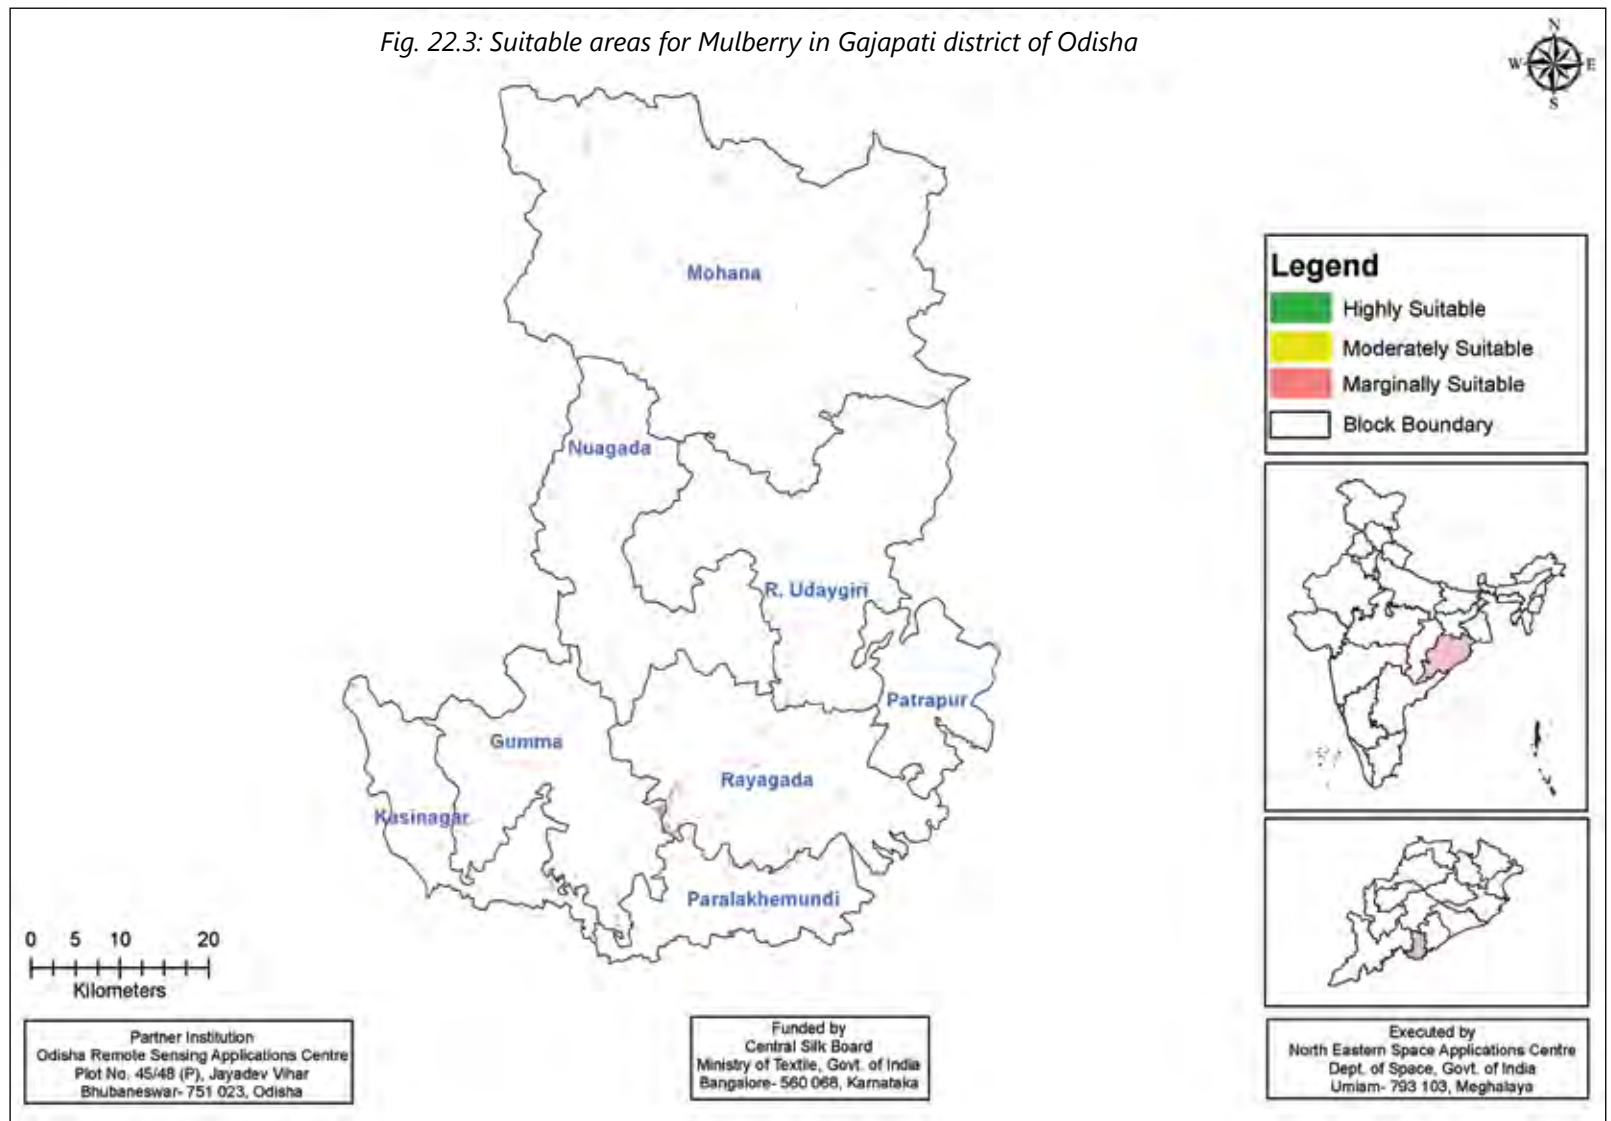 Fig. 22.3: Suitable areas for Mulberry in Gajapati district of Odisha
N
W
E
S
Mohana
Nuagada
R. Udaygiri
Patrapur
Gumma
Rayagada
Kasinagar
Paralakhemundi
Legend
Highly Suitable
Moderately Suitable
Marginally Suitable
Block Boundary
0 5 10 20
Kilometers
Partner Institution
Odisha Remote Sensing Applications Centre
Plot No. 45/48 (P), Jayadev Vihar
Bhubaneswar- 751 023, Odisha
Funded by
Central Silk Board
Ministry of Textile, Govt. of India
Bangalore- 560 068, Karnataka
Executed by
North Eastern Space Applications Centre
Dept. of Space, Govt. of India
Umiam- 793 103, Meghalaya